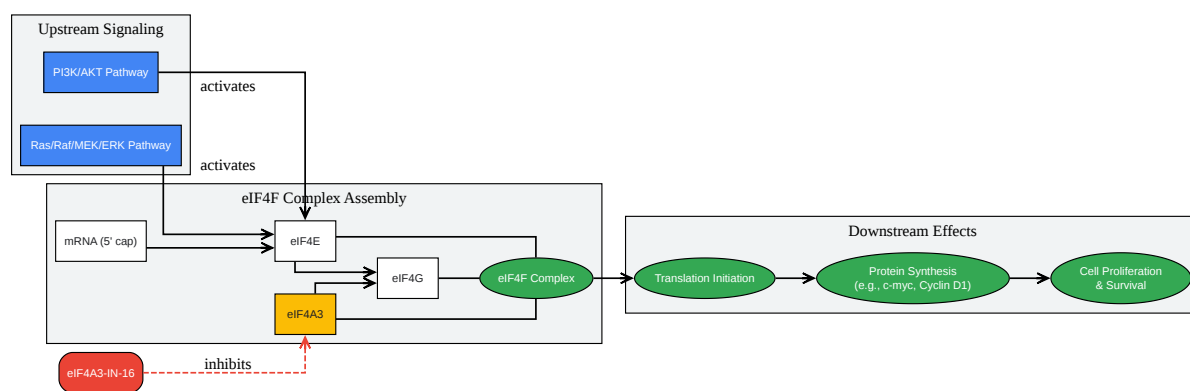 Upstream Signaling
PI3K/AKT Pathway
activates
Ras/Raf/MEK/ERK Pathway
activates
eIF4F Complex Assembly
mRNA (5' cap)
eIF4E
eIF4G
eIF4F Complex
eIF4A3
eIF4A3-IN-16
inhibits
Downstream Effects
Translation Initiation
Protein Synthesis
(e.g., c-myc, Cyclin D1)
Cell Proliferation
& Survival